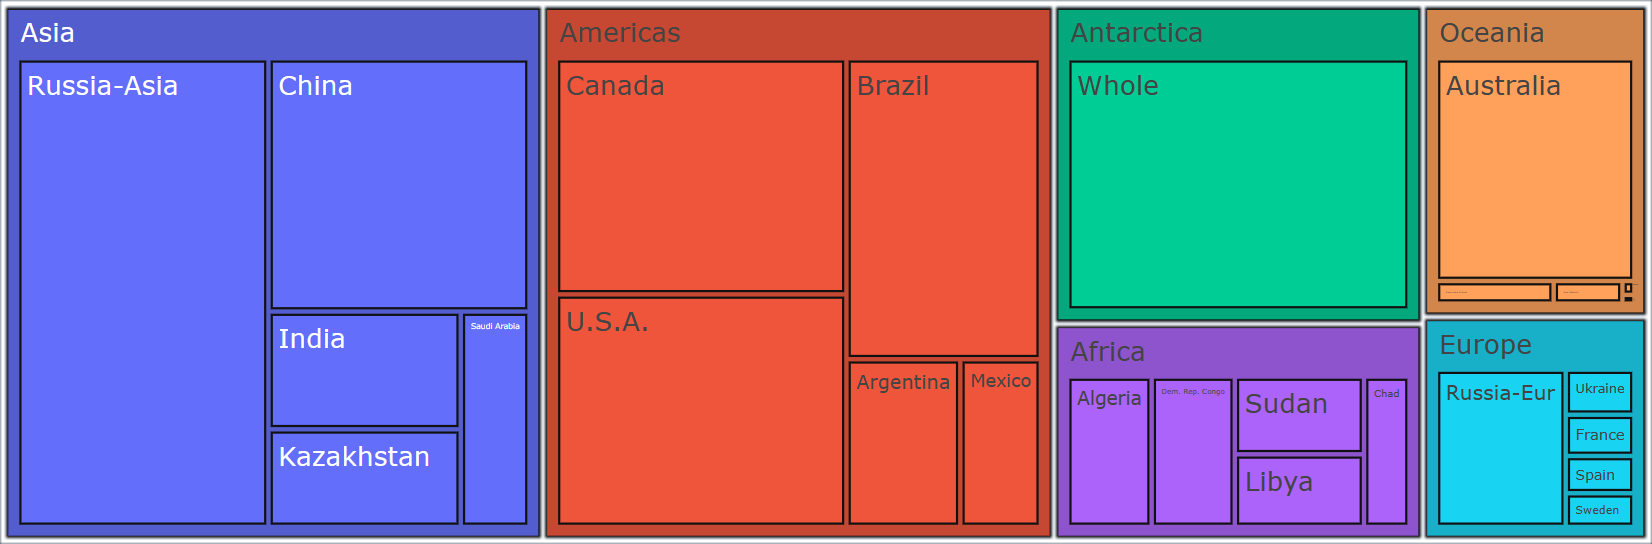 Asia
Russia-Asia
China
India
Saudi Arabia
Kazakhstan
Americas
Canada
Brazil
U.S.A.
Argentina
Mexico
Antarctica
Whole
Africa
Algeria
Dem. Rep. Congo
Sudan
Chad
Libya
Oceania
Australia
Europe
Russia-Eur
Ukraine
France
Spain
Sweden